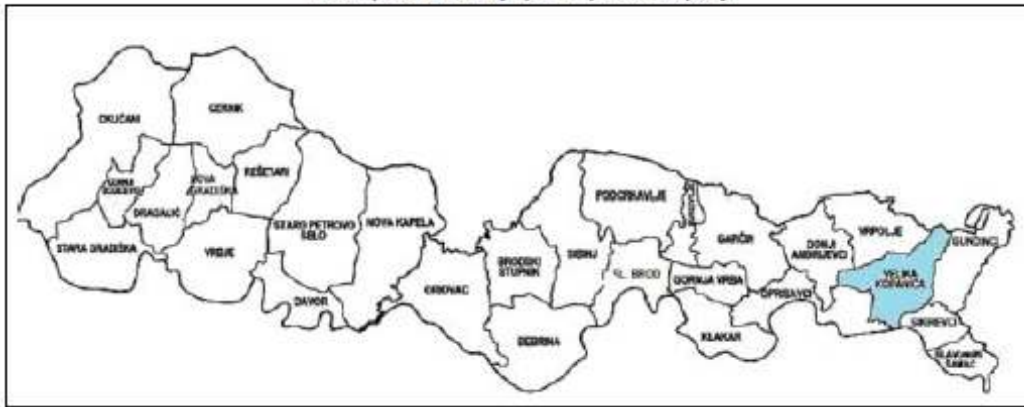 OKUČANI
CERNIK
NOVA
GRADIŠKA
REŠETARI
GORNJI
DRAGALIĆ
STARA GRADIŠKA
VRBJE
STARO PETROVO
SELO
NOVA KAPELA
DAVOR
ORIOVAC
BRODSKI
STUPNIK
SIBINJ
BEBRINA
PODCRKAVLJE
SL. BROD
GARČIN
GORNJA VRBA
KLAKAR
OPRISAVCI
DONJI
ANDRIJEVCI
VRPOLJE
VELIKA
KOPANICA
GUNDINCI
SIKIREVCI
SLAVONSKI
ŠAMAC